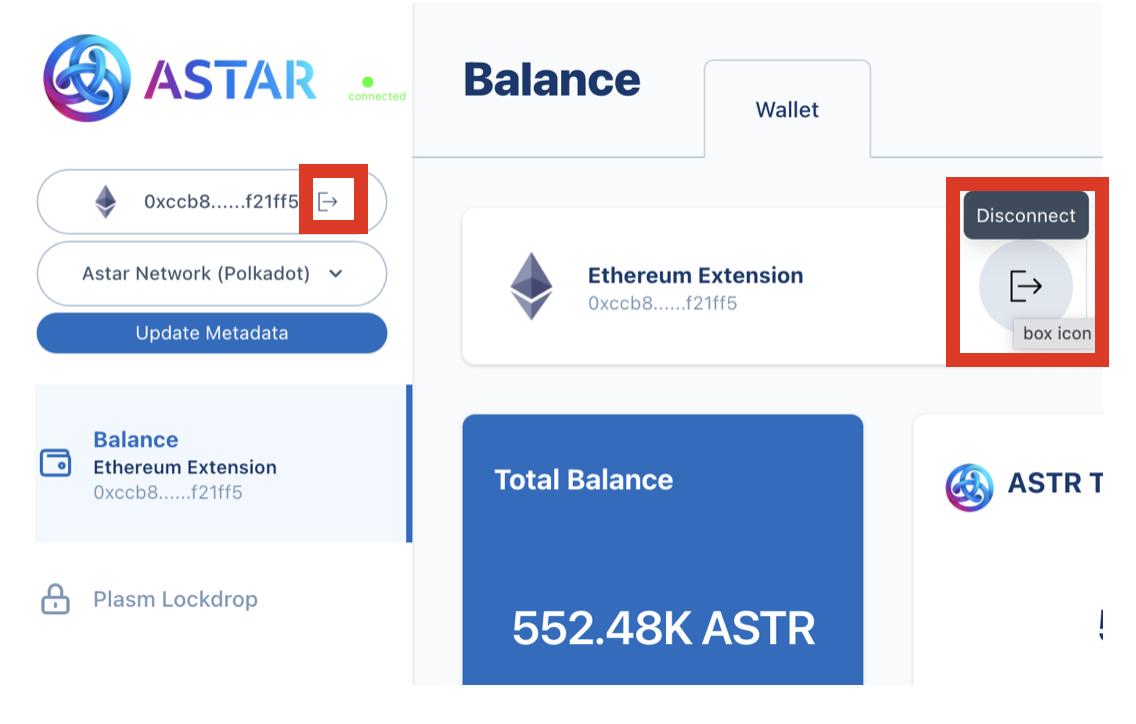 ASTAR
connected
0xccb8......f21ff5
Astar Network (Polkadot)
Update Metadata
Balance
Ethereum Extension
0xccb8......f21ff5
Plasm Lockdrop
Balance
Wallet
Ethereum Extension
0xccb8......f21ff5
Disconnect
box icon
Total Balance
552.48K ASTR
ASTR T